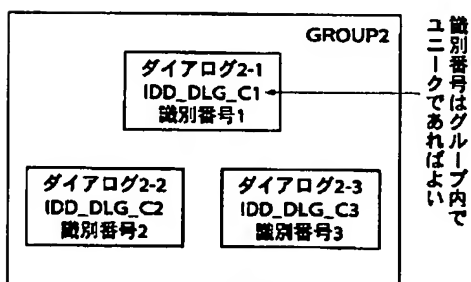 GROUP2
ダイアログ2-1
IDD_DLG_C1
識別番号1
ダイアログ2-2
IDD_DLG_C2
識別番号2
ダイアログ2-3
IDD_DLG_C3
識別番号3
識別番号はグループ内で
ユニークであればよい